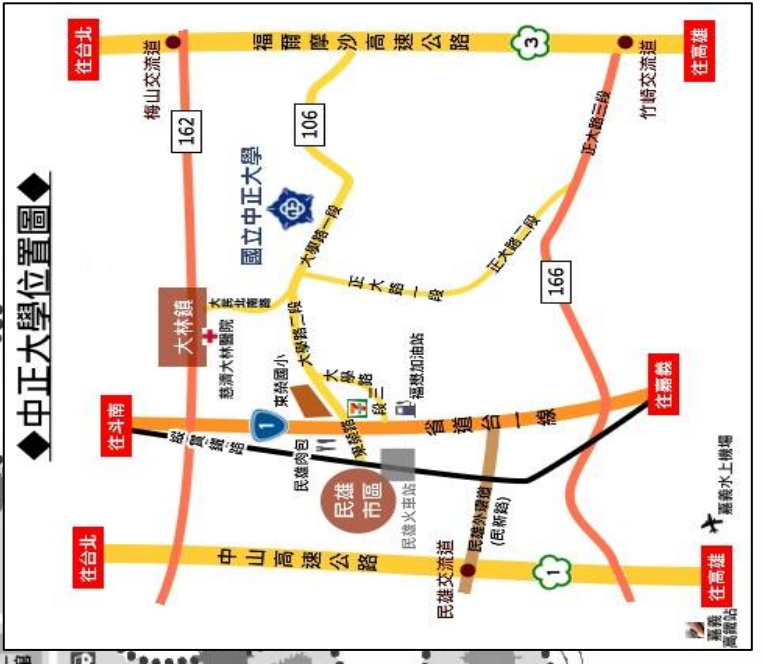 ◆中正大學位置圖◆
往台北
福爾摩沙高速公路
3
往高雄
梅山交流道
竹崎交流道
162
106
正大路三段
國立中正大學
大學路一段
正大路二段
166
大林鎮
大民北路
南路
正大路一段
慈濟大林醫院
大學路二段
東榮國小
大學路
三段
7
福懋加油站
往斗南
1
省道台一線
往嘉義
縱貫鐵路
民雄肉包
東榮路
民雄
市區
民雄火車站
民雄外環道
(民新路)
嘉義水上機場
往台北
中山高速公路
民雄交流道
1
往高雄
嘉義
高鐵站